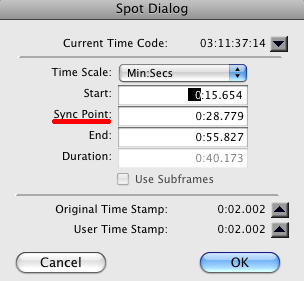 Spot Dialog
Current Time Code: 03:11:37:14
Time Scale: Min:Secs
Start: 0:15.654
Sync Point: 0:28.779
End: 0:55.827
Duration: 0:40.173
Use Subframes
Original Time Stamp: 0:02.002
User Time Stamp: 0:02.002
Cancel OK